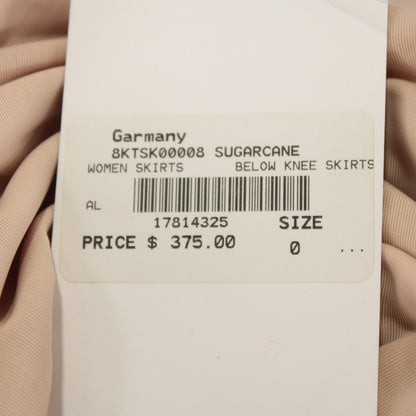 Garmany
8KTSK00008 SUGARCANE
WOMEN SKIRTS BELOW KNEE SKIRTS
AL
17814325 SIZE
PRICE $ 375.00 0 ...